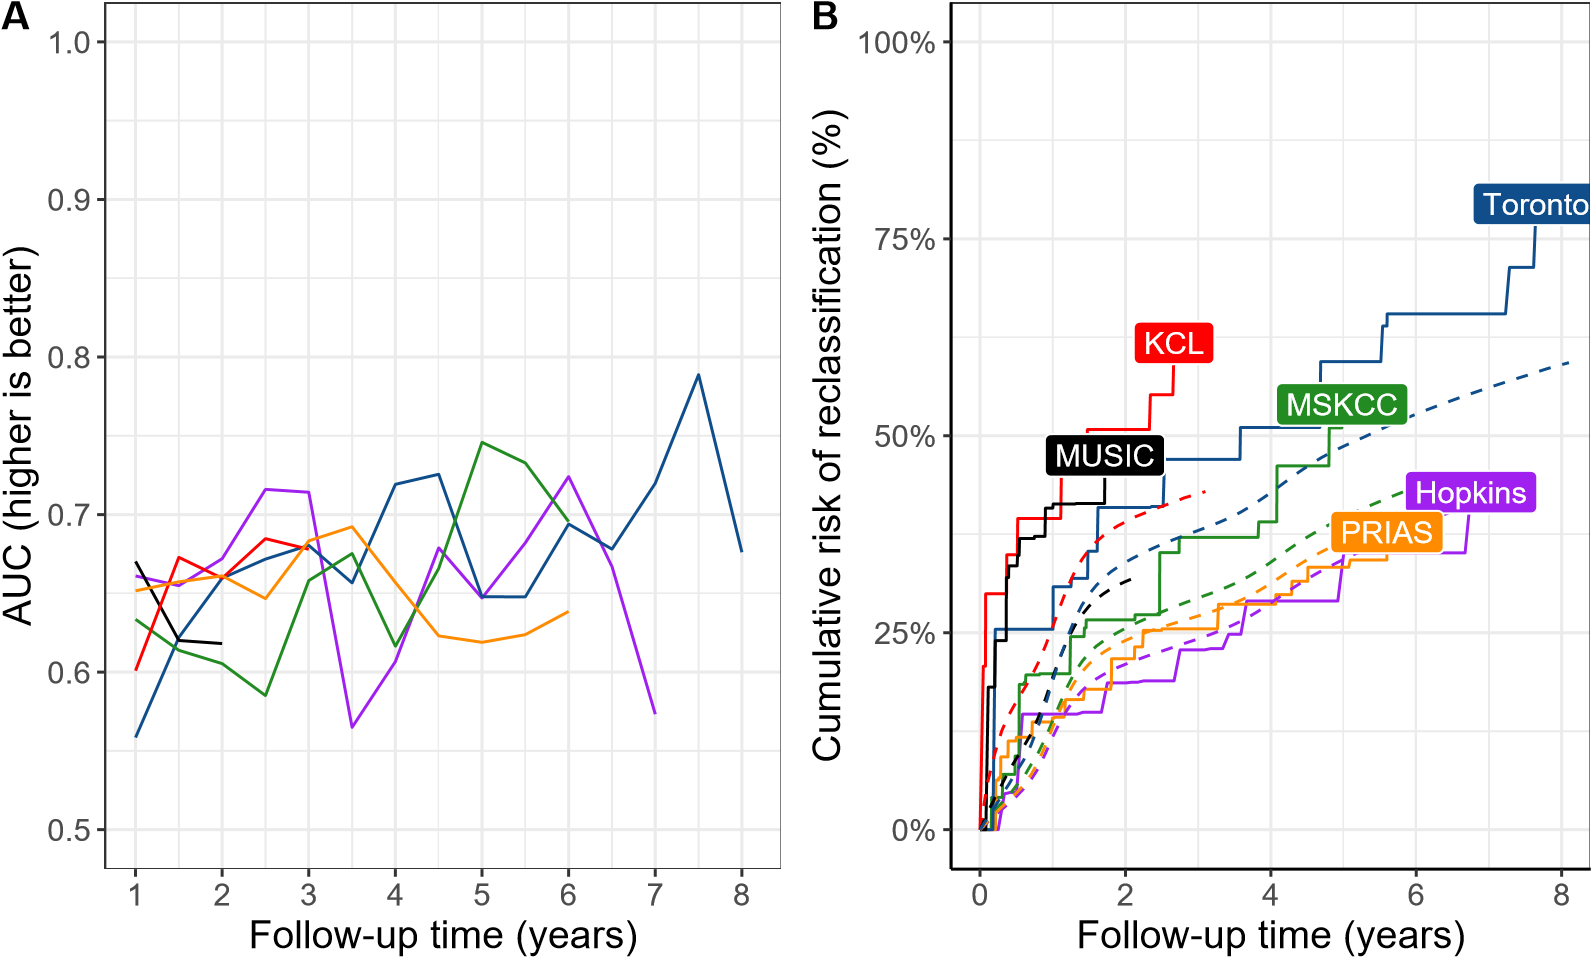 A
AUC (higher is better)
1.0
0.9
0.8
0.7
0.6
0.5
1 2 3 4 5 6 7 8
Follow-up time (years)
B
Cumulative risk of reclassification (%)
100%
75%
50%
25%
0%
Toronto
KCL
MSKCC
MUSIC
Hopkins
PRIAS
0 2 4 6 8
Follow-up time (years)